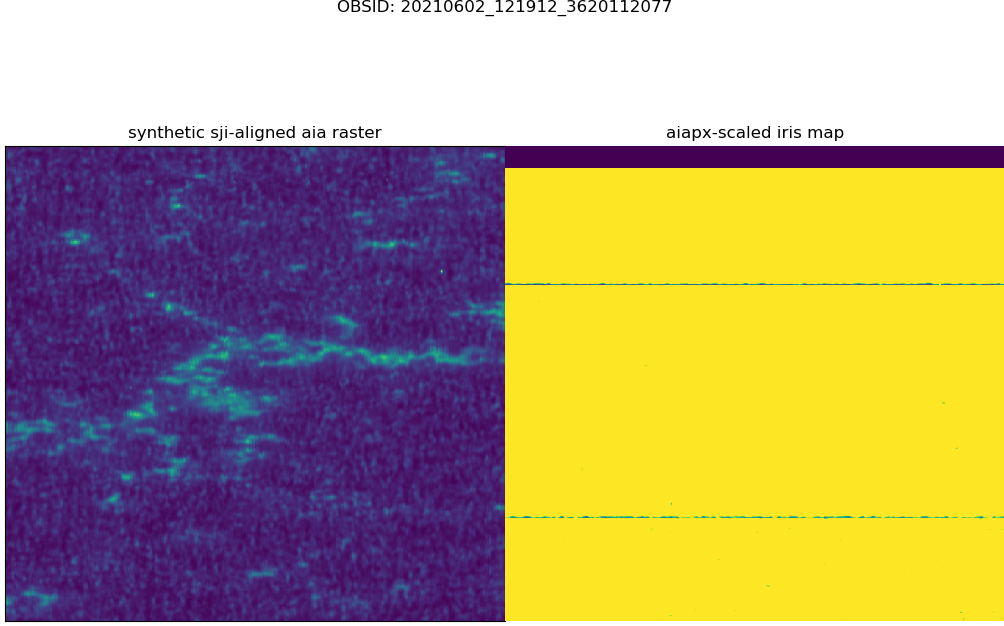 OBSID: 20210602_121912_3620112077
synthetic sji-aligned aia raster
aiapx-scaled iris map